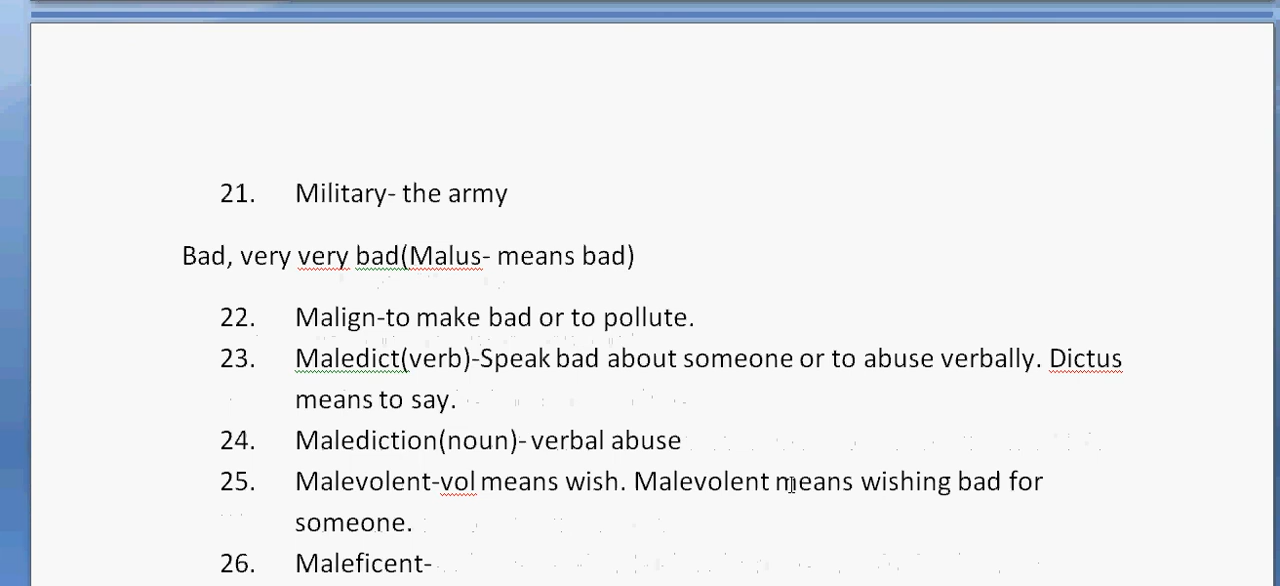 21. Military- the army
Bad, very very bad(Malus- means bad)
22. Malign-to make bad or to pollute.
23. Maledict(verb)-Speak bad about someone or to abuse verbally. Dictus
means to say.
24. Malediction(noun)- verbal abuse
25. Malevolent-vol means wish. Malevolent means wishing bad for
someone.
26. Maleficent-